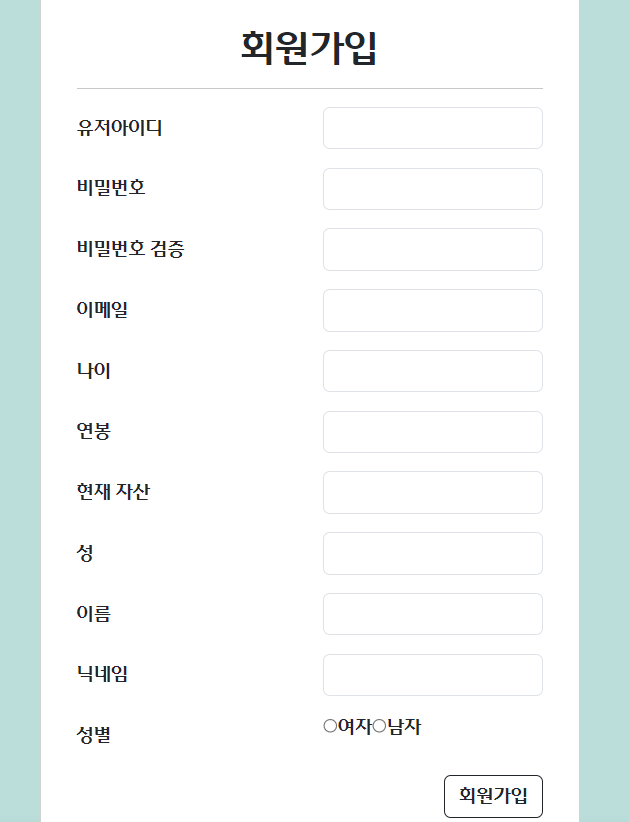 회원가입
유저아이디
비밀번호
비밀번호 검증
이메일
나이
연봉
현재 자산
성
이름
닉네임
성별 여자 남자
회원가입